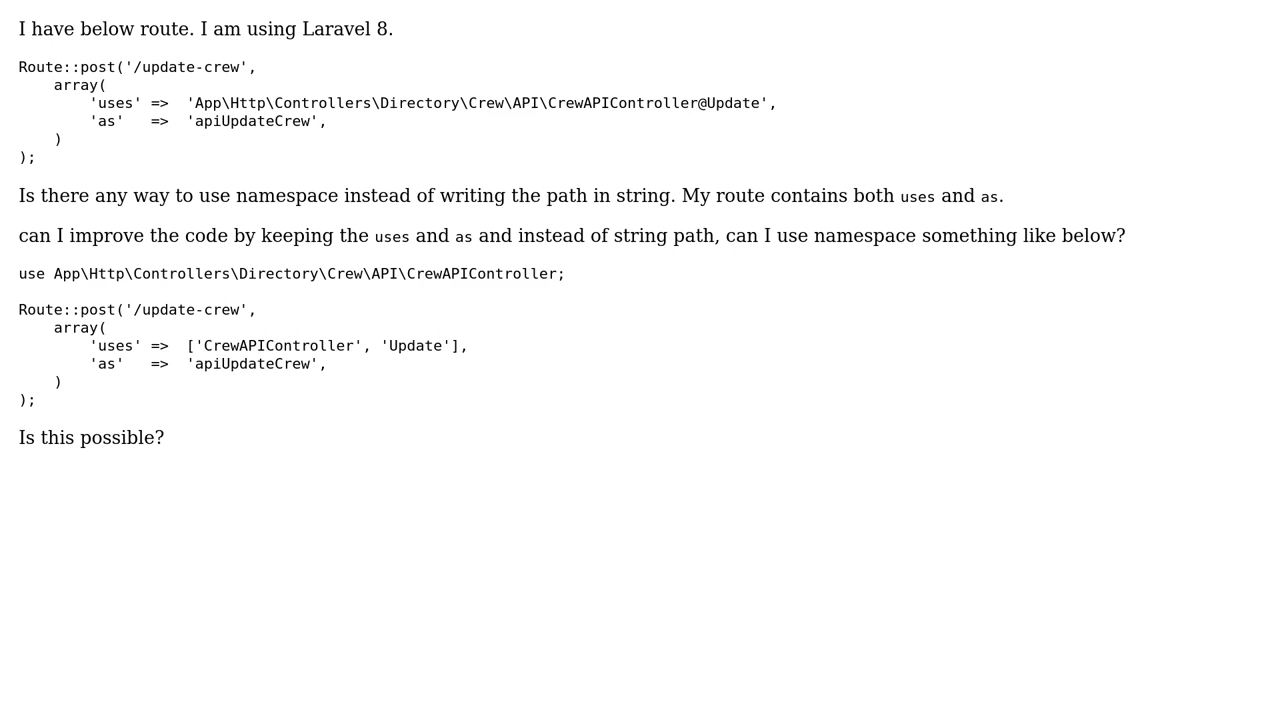 I have below route. I am using Laravel 8.
Route::post('/update-crew',
    array(
        'uses' =>  'App\Http\Controllers\Directory\Crew\API\CrewAPIController@Update',
        'as'   =>  'apiUpdateCrew',
    )
);
Is there any way to use namespace instead of writing the path in string. My route contains both uses and as.
can I improve the code by keeping the uses and as and instead of string path, can I use namespace something like below?
use App\Http\Controllers\Directory\Crew\API\CrewAPIController;
Route::post('/update-crew',
    array(
        'uses' =>  ['CrewAPIController', 'Update'],
        'as'   =>  'apiUpdateCrew',
    )
);
Is this possible?